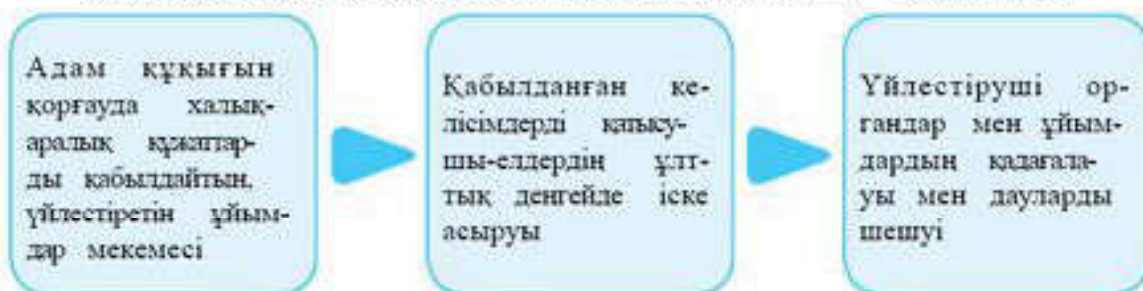 Адам құқығын
қорғауда халық-
аралық құжаттар-
ды қабылдайтын,
үйлестіретін ұйым-
дар мекемесі
Қабылданған ке-
лісімдерді қатысу-
шы-елдердің ұлт-
тық деңгейде іске
асыруы
Үйлестіруші ор-
гандар мен ұйым-
дардың қадағала-
уы мен дауларды
шешуі